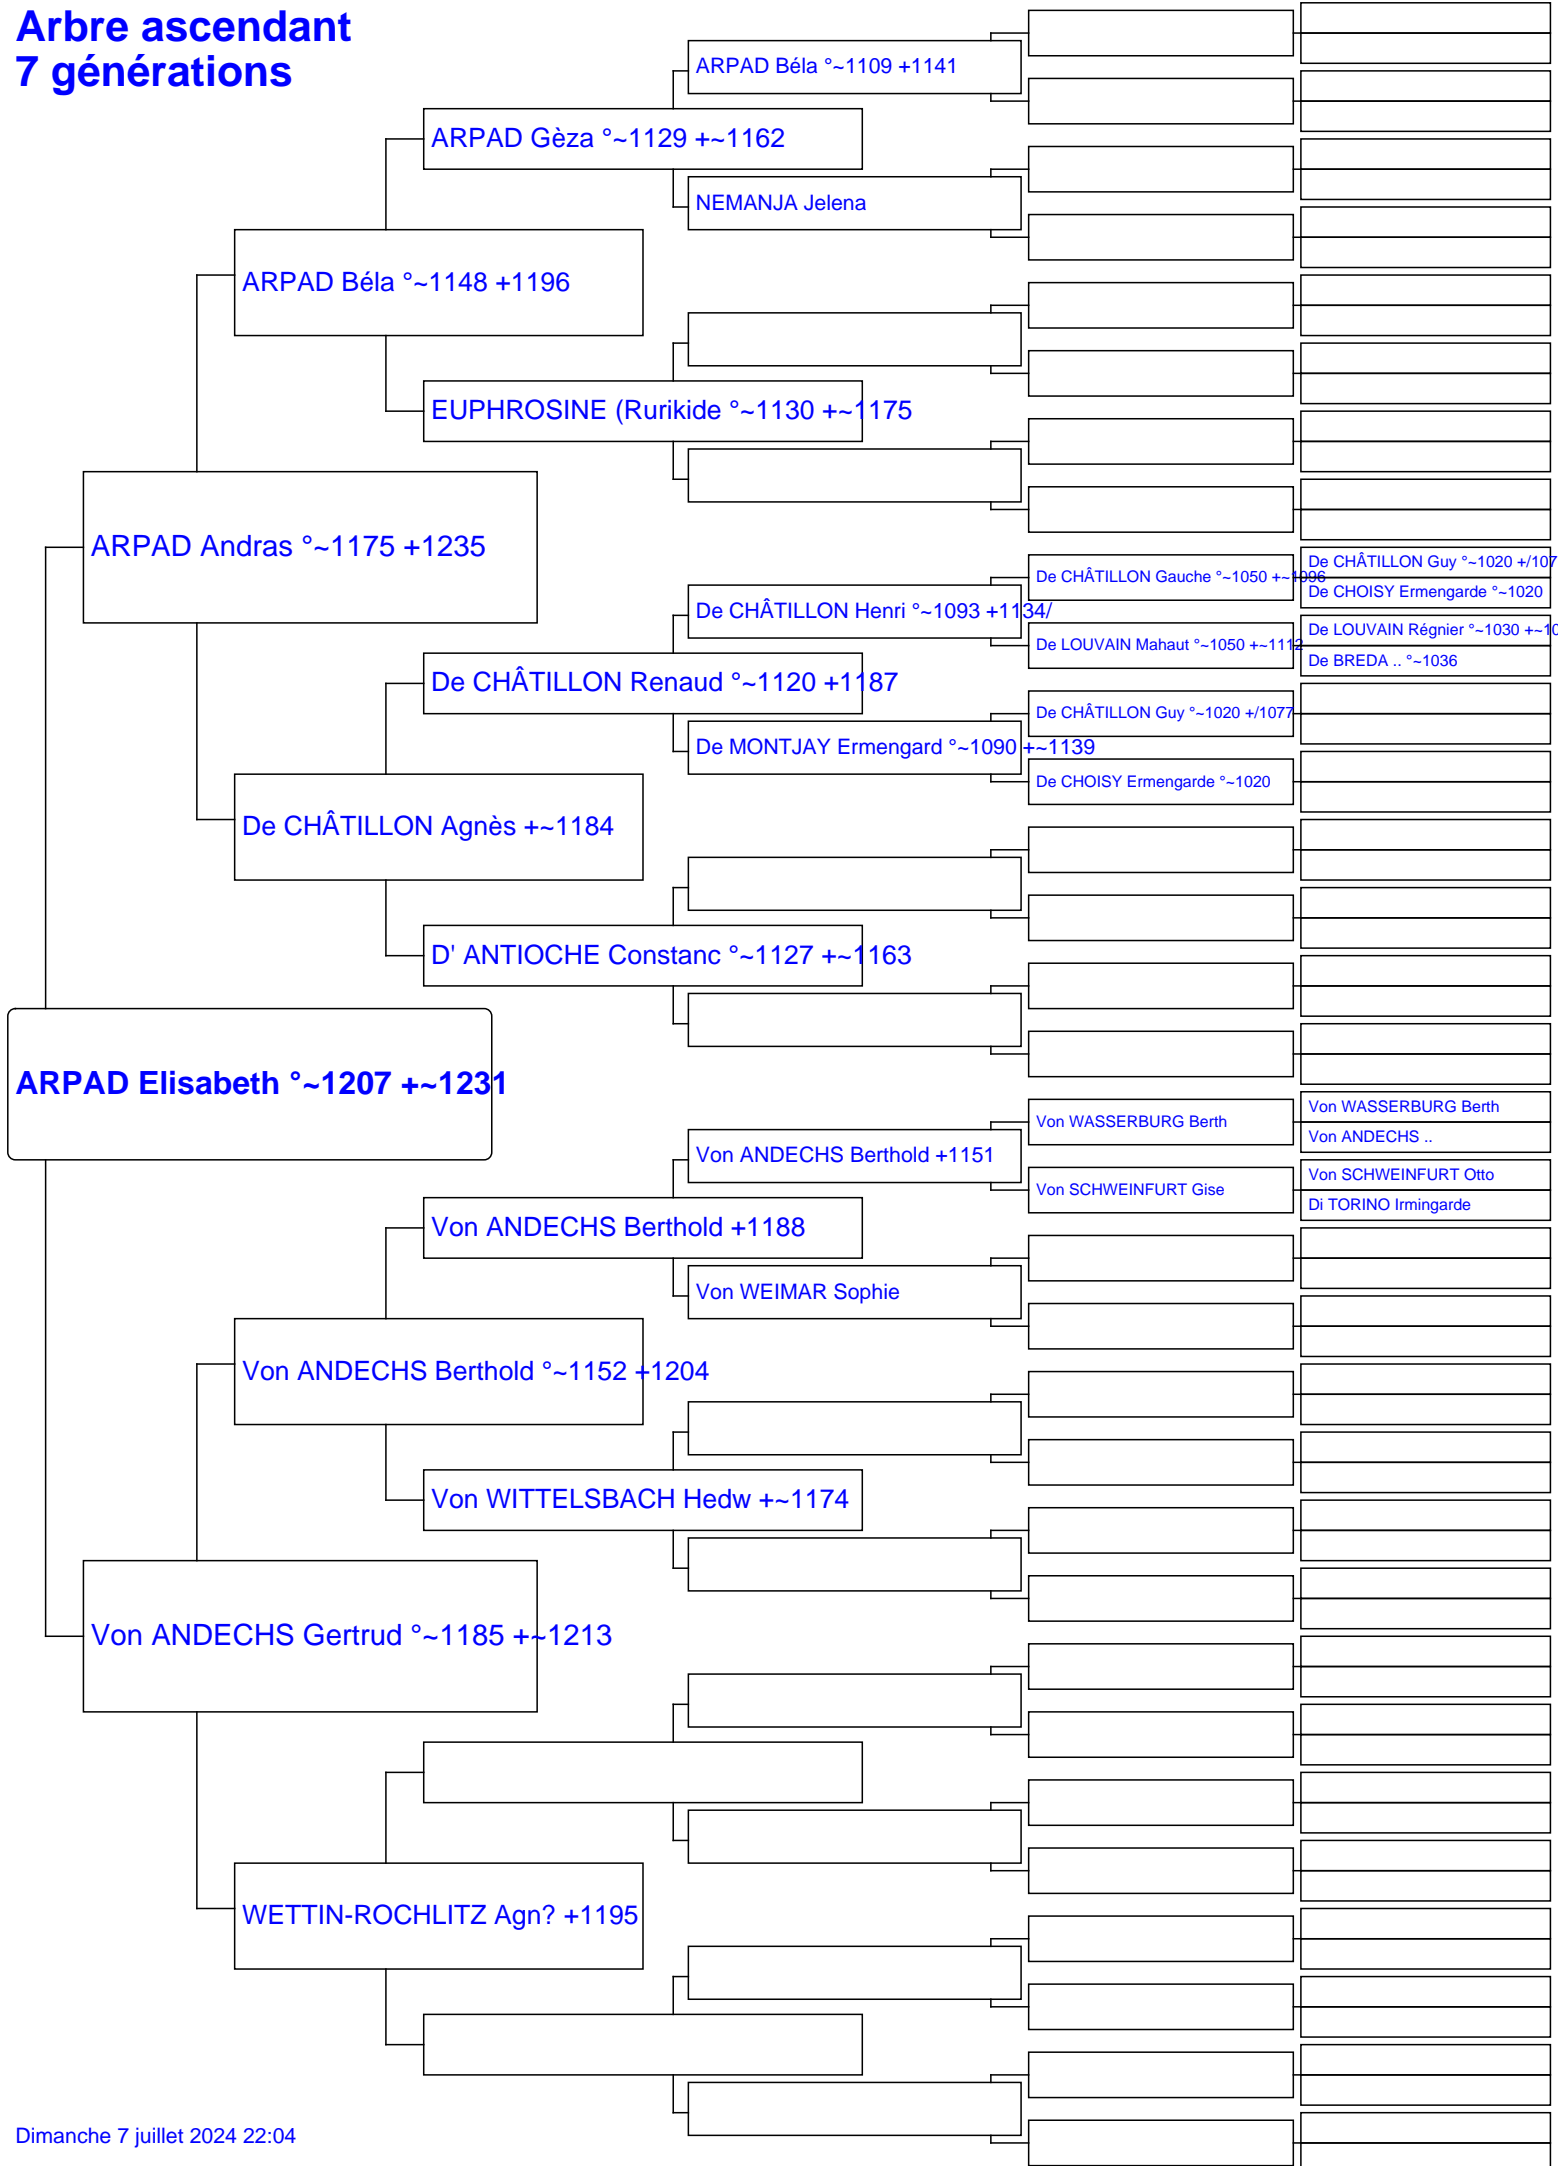 Arbre ascendant
7 générations
ARPAD Béla °~1109 +1141
ARPAD Gèza °~1129 +~1162
NEMANJA Jelena
ARPAD Béla °~1148 +1196
EUPHROSINE (Rurikide °~1130 +~1175
ARPAD Andras °~1175 +1235
De CHÂTILLON Guy °~1020 +/107
De CHÂTILLON Gauche °~1050 +~1096
De CHOISY Ermengarde °~1020
De CHÂTILLON Henri °~1093 +1134/
De LOUVAIN Régnier °~1030 +~10
De LOUVAIN Mahaut °~1050 +~1112
De BREDA .. °~1036
De CHÂTILLON Renaud °~1120 +1187
De CHÂTILLON Guy °~1020 +/1077
De MONTJAY Ermengard °~1090 +~1139
De CHOISY Ermengarde °~1020
De CHÂTILLON Agnès +~1184
D' ANTIOCHE Constanc °~1127 +~1163
ARPAD Elisabeth °~1207 +~1231
Von WASSERBURG Berth
Von WASSERBURG Berth
Von ANDECHS ..
Von ANDECHS Berthold +1151
Von SCHWEINFURT Otto
Von SCHWEINFURT Gise
Di TORINO Irmingarde
Von ANDECHS Berthold +1188
Von WEIMAR Sophie
Von ANDECHS Berthold °~1152 +1204
Von WITTELSBACH Hedw +~1174
Von ANDECHS Gertrud °~1185 +~1213
WETTIN-ROCHLITZ Agn? +1195
Dimanche 7 juillet 2024 22:04